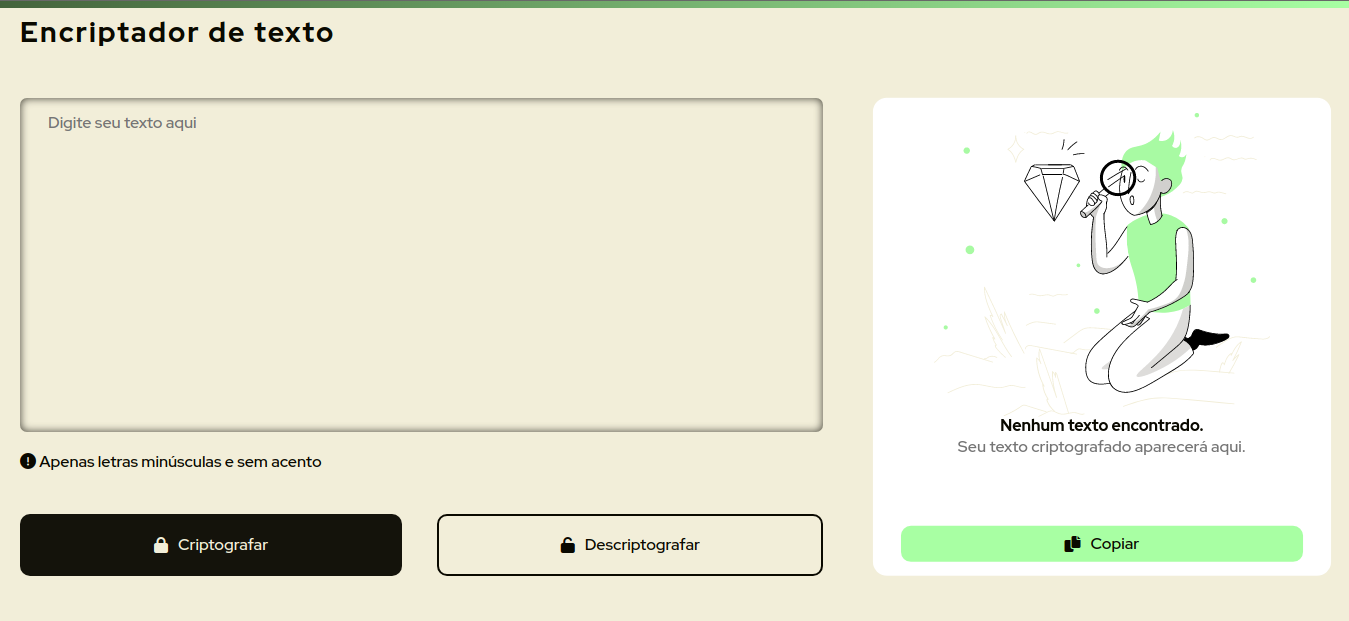 Encriptador de texto
Digite seu texto aqui
Apenas letras minúsculas e sem acento
Criptografar
Descriptografar
Nenhum texto encontrado.
Seu texto criptografado aparecerá aqui.
Copiar